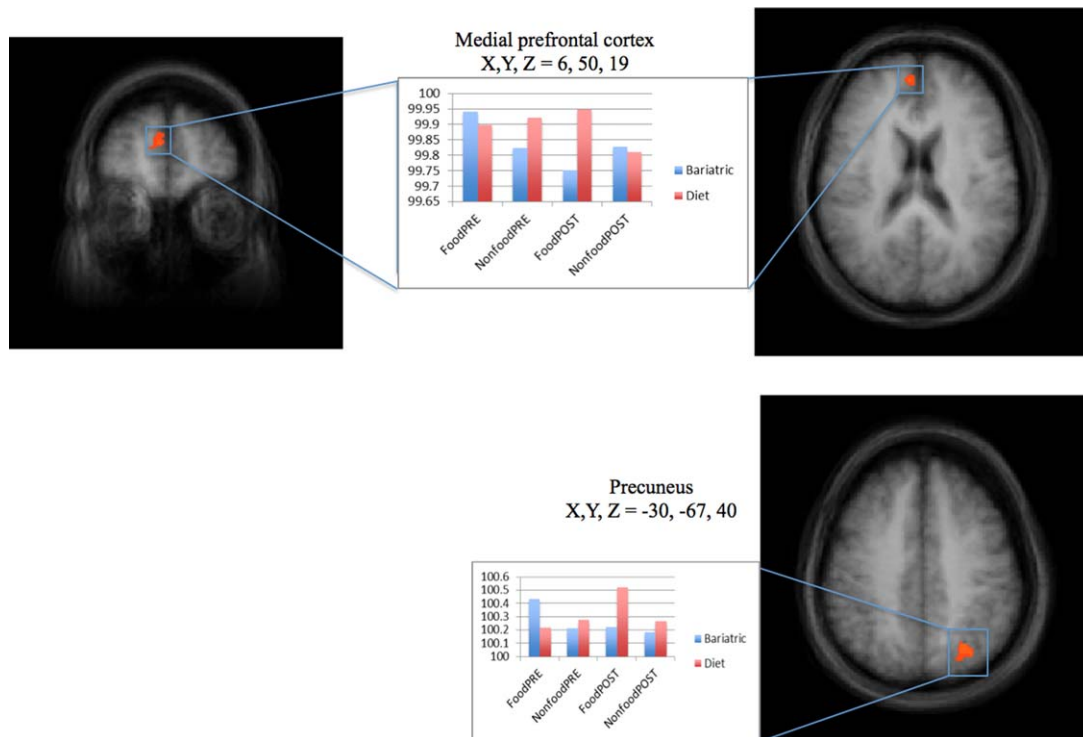 Medial prefrontal cortex
X,Y, Z = 6, 50, 19
100
99.95
99.9
99.85
99.8
99.75
99.7
99.65
FoodPRE
NonfoodPRE
FoodPOST
NonfoodPOST
Bariatric
Diet
Precuneus
X,Y, Z = -30, -67, 40
100.6
100.5
100.4
100.3
100.2
100.1
100
FoodPRE
NonfoodPRE
FoodPOST
NonfoodPOST
Bariatric
Diet